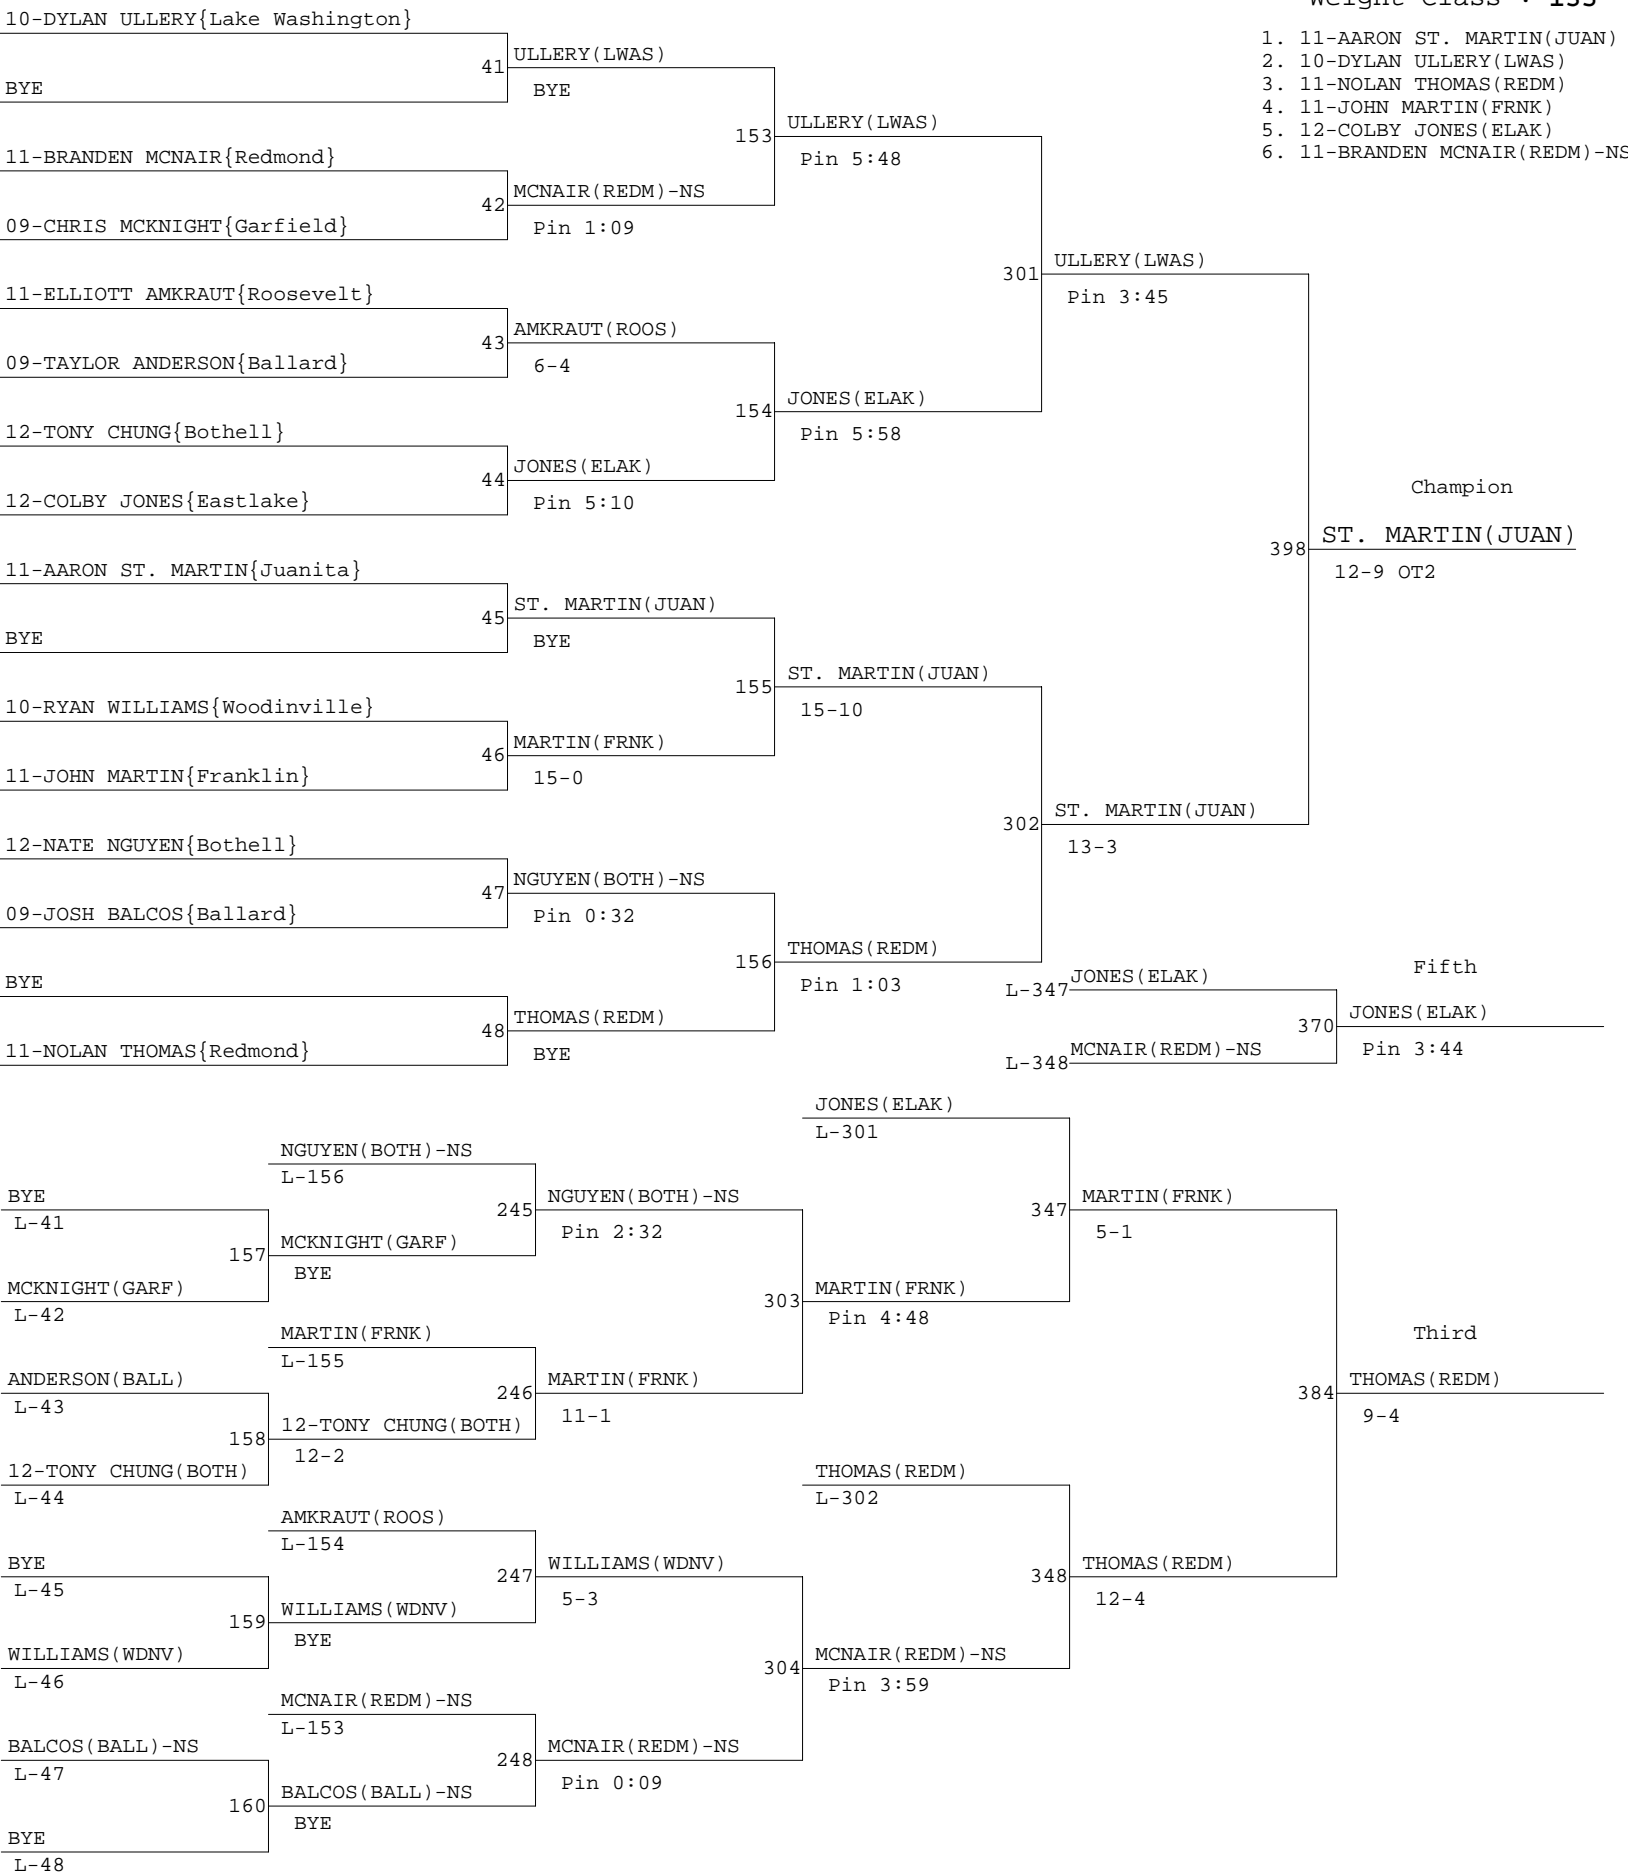 Weight Class : 135
1. 11-AARON ST. MARTIN(JUAN)
2. 10-DYLAN ULLERY(LWAS)
3. 11-NOLAN THOMAS(REDM)
4. 11-JOHN MARTIN(FRNK)
5. 12-COLBY JONES(ELAK)
6. 11-BRANDEN MCNAIR(REDM)-NS
10-DYLAN ULLERY{Lake Washington}
BYE
11-BRANDEN MCNAIR{Redmond}
09-CHRIS MCKNIGHT{Garfield}
11-ELLIOTT AMKRAUT{Roosevelt}
09-TAYLOR ANDERSON{Ballard}
12-TONY CHUNG{Bothell}
12-COLBY JONES{Eastlake}
11-AARON ST. MARTIN{Juanita}
BYE
10-RYAN WILLIAMS{Woodinville}
11-JOHN MARTIN{Franklin}
12-NATE NGUYEN{Bothell}
09-JOSH BALCOS{Ballard}
BYE
11-NOLAN THOMAS{Redmond}
41 ULLERY(LWAS)
BYE
42 MCNAIR(REDM)-NS
Pin 1:09
43 AMKRAUT(ROOS)
6-4
44 JONES(ELAK)
Pin 5:10
45 ST. MARTIN(JUAN)
BYE
46 MARTIN(FRNK)
15-0
47 NGUYEN(BOTH)-NS
Pin 0:32
48 THOMAS(REDM)
BYE
153 ULLERY(LWAS)
Pin 5:48
154 JONES(ELAK)
Pin 5:58
155 ST. MARTIN(JUAN)
15-10
156 THOMAS(REDM)
Pin 1:03
301 ULLERY(LWAS)
Pin 3:45
302 ST. MARTIN(JUAN)
13-3
Champion
398 ST. MARTIN(JUAN)
12-9 OT2
Fifth
L-347 JONES(ELAK)
L-348 MCNAIR(REDM)-NS
370 JONES(ELAK)
Pin 3:44
BYE
L-41
MCKNIGHT(GARF)
L-42
ANDERSON(BALL)
L-43
12-TONY CHUNG(BOTH)
L-44
BYE
L-45
WILLIAMS(WDNV)
L-46
BALCOS(BALL)-NS
L-47
BYE
L-48
NGUYEN(BOTH)-NS
L-156
157 MCKNIGHT(GARF)
BYE
MARTIN(FRNK)
L-155
158 12-TONY CHUNG(BOTH)
12-2
AMKRAUT(ROOS)
L-154
159 WILLIAMS(WDNV)
BYE
MCNAIR(REDM)-NS
L-153
160 BALCOS(BALL)-NS
BYE
245 NGUYEN(BOTH)-NS
Pin 2:32
246 MARTIN(FRNK)
11-1
247 WILLIAMS(WDNV)
5-3
248 MCNAIR(REDM)-NS
Pin 0:09
JONES(ELAK)
L-301
303 MARTIN(FRNK)
Pin 4:48
THOMAS(REDM)
L-302
304 MCNAIR(REDM)-NS
Pin 3:59
347 MARTIN(FRNK)
5-1
348 THOMAS(REDM)
12-4
Third
384 THOMAS(REDM)
9-4